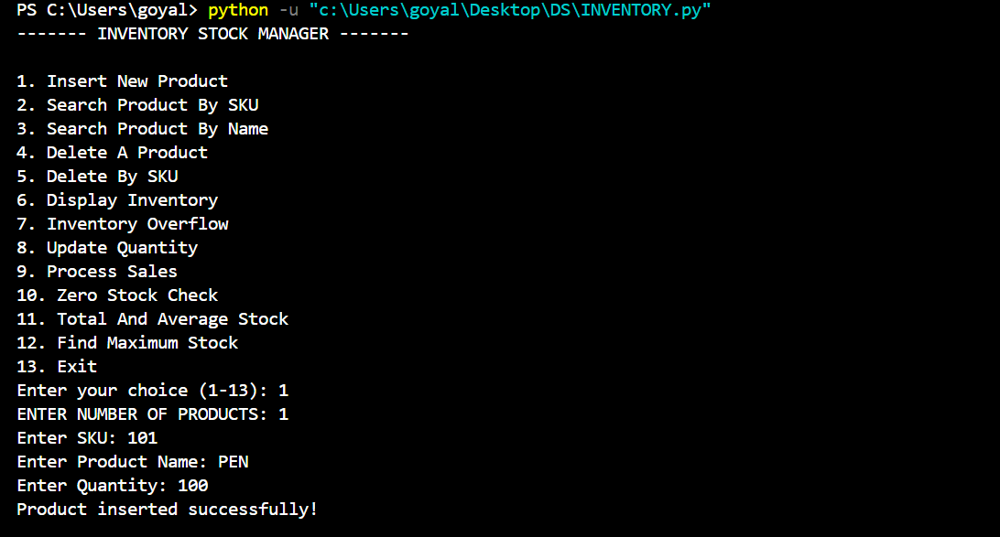 PS C:\Users\goyal> python -u "c:\Users\goyal\Desktop\DS\INVENTORY.py"
------- INVENTORY STOCK MANAGER -------
1. Insert New Product
2. Search Product By SKU
3. Search Product By Name
4. Delete A Product
5. Delete By SKU
6. Display Inventory
7. Inventory Overflow
8. Update Quantity
9. Process Sales
10. Zero Stock Check
11. Total And Average Stock
12. Find Maximum Stock
13. Exit
Enter your choice (1-13): 1
ENTER NUMBER OF PRODUCTS: 1
Enter SKU: 101
Enter Product Name: PEN
Enter Quantity: 100
Product inserted successfully!